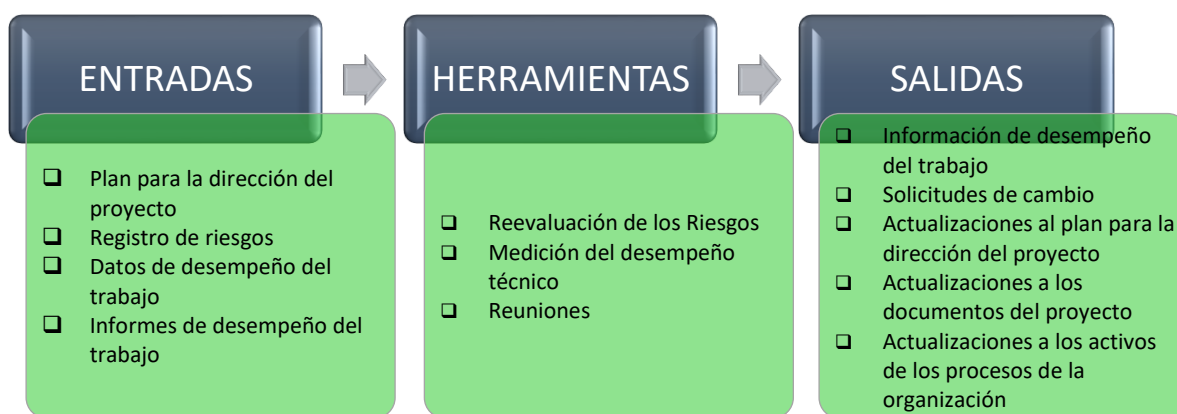 ENTRADAS
Plan para la dirección del
proyecto
Registro de riesgos
Datos de desempeño del
trabajo
Informes de desempeño del
trabajo
HERRAMIENTAS
Reevaluación de los Riesgos
Medición del desempeño
técnico
Reuniones
SALIDAS
Información de desempeño
del trabajo
Solicitudes de cambio
Actualizaciones al plan para la
dirección del proyecto
Actualizaciones a los
documentos del proyecto
Actualizaciones a los activos
de los procesos de la
organización